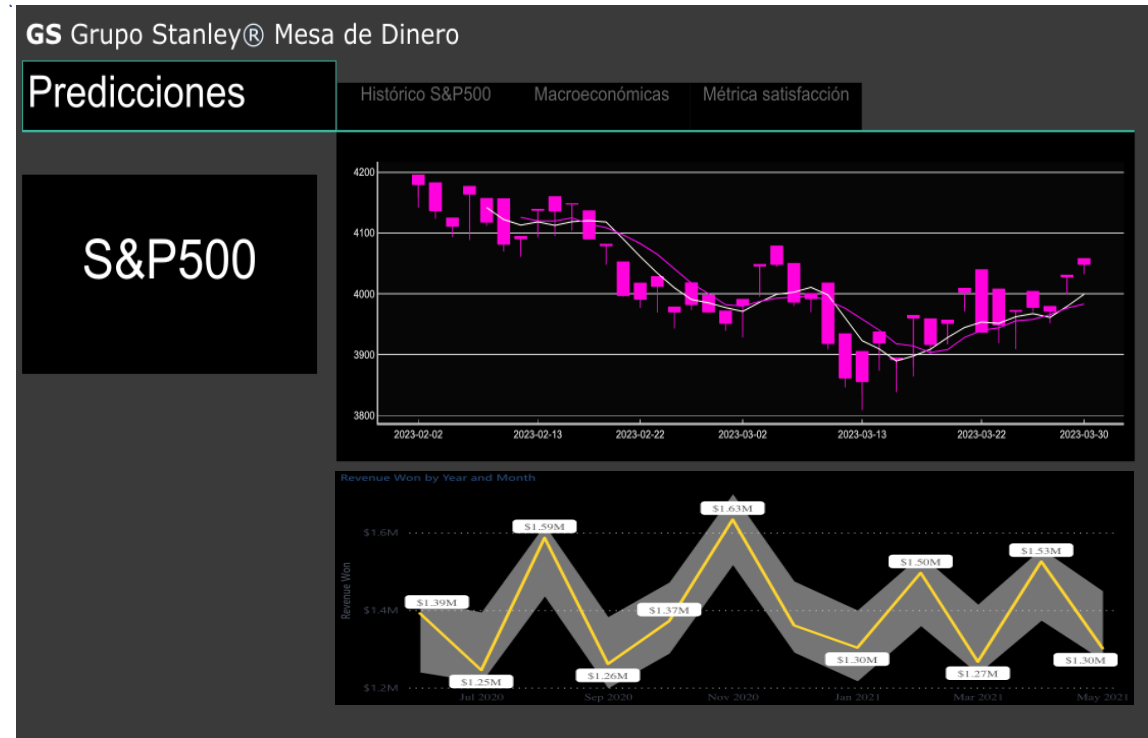 GS Grupo Stanley® Mesa de Dinero
Predicciones
Histórico S&P500 Macroeconómicas Métrica satisfacción
S&P500
4200
4100
4000
3900
3800
2023-02-02 2023-02-13 2023-02-22 2023-03-02 2023-03-13 2023-03-22 2023-03-30
Revenue Won by Year and Month
Revenue Won
$1.6M
$1.4M
$1.2M
$1.39M
$1.25M
$1.59M
$1.26M
$1.37M
$1.63M
$1.30M
$1.50M
$1.27M
$1.53M
$1.30M
Jul 2020 Sep 2020 Nov 2020 Jan 2021 Mar 2021 May 2021